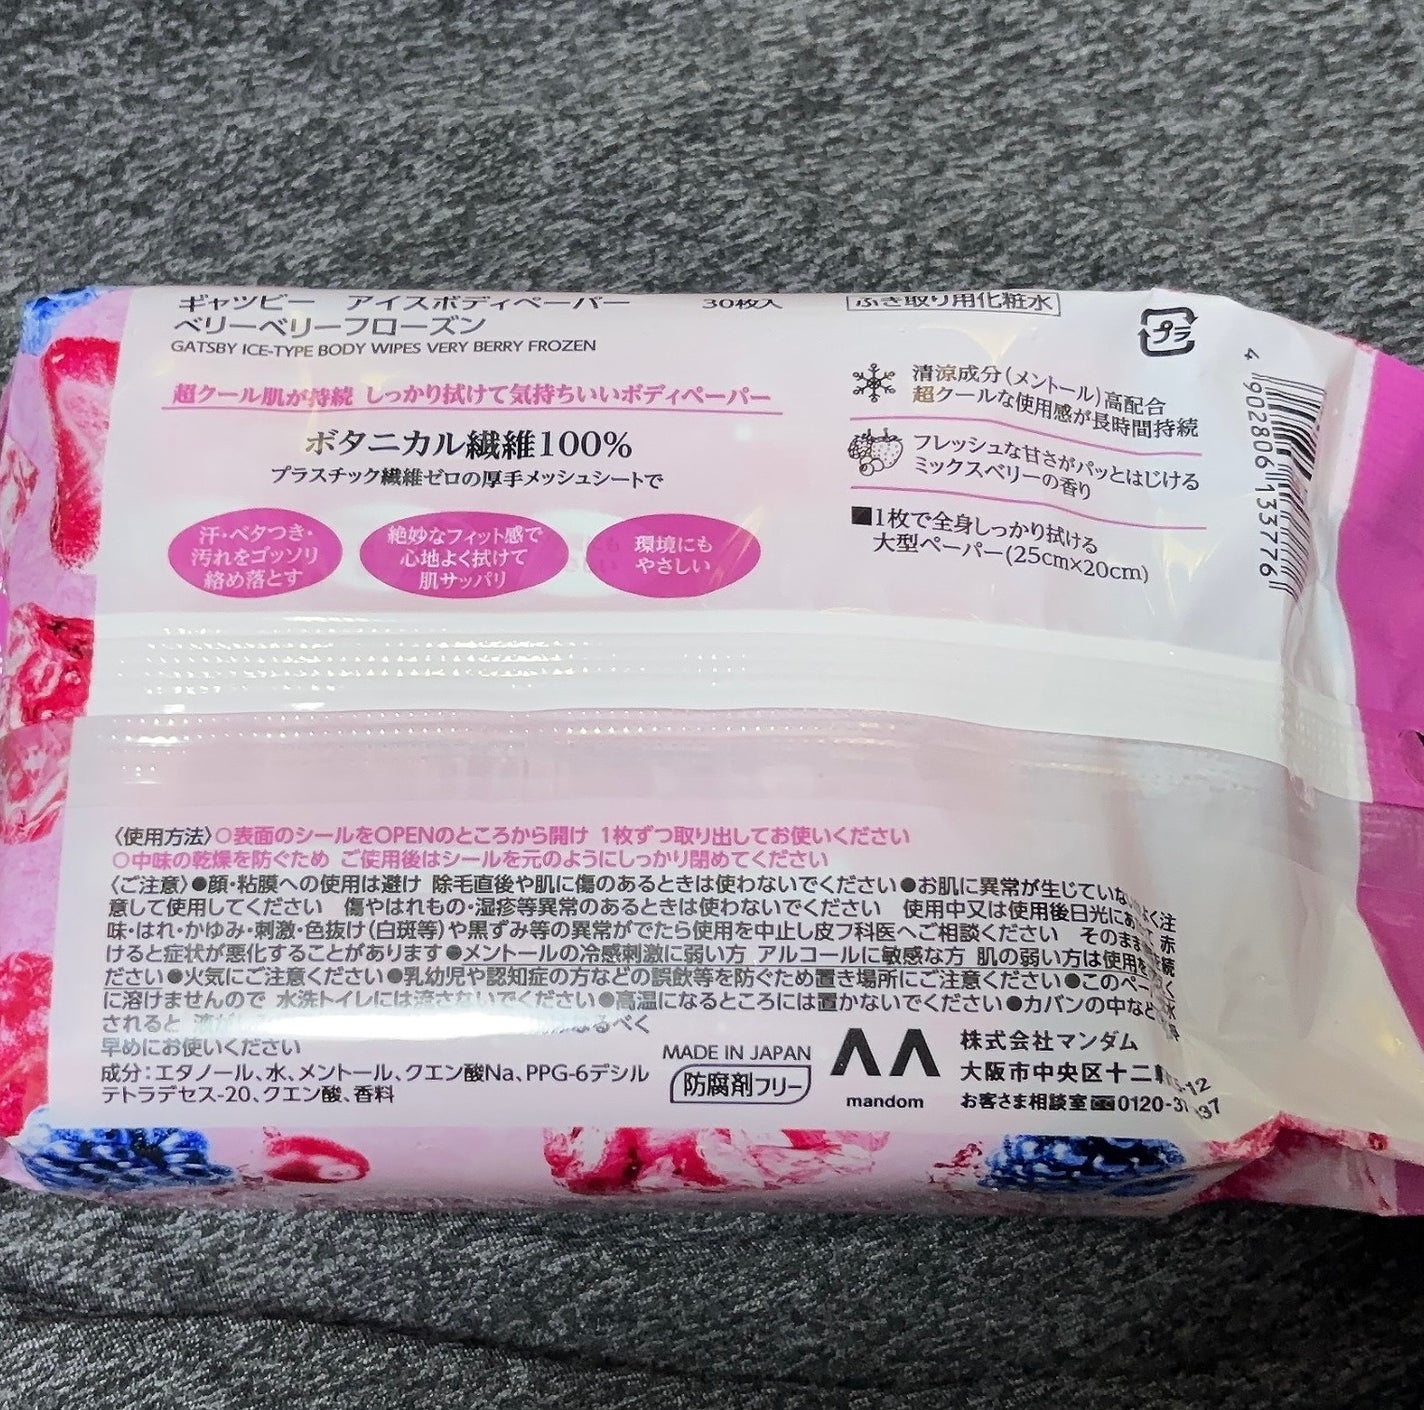 ギャツビー　アイスボディペーパー　30枚入　ふき取り用化粧水
ベリーベリーフローズン
GATSBY ICE-TYPE BODY WIPES VERY BERRY FROZEN
超クール肌が持続 しっかり拭けて気持ちいいボディペーパー
ボタニカル繊維100%
プラスチック繊維ゼロの厚手メッシュシートで
汗・ベタつき・
汚れをゴッソリ
絡め落とす
絶妙なフィット感で
心地よく拭けて
肌サッパリ
環境にも
やさしい
プラ
清涼成分(メントール)高配合
超クールな使用感が長時間持続
フレッシュな甘さがパッとはじける
ミックスベリーの香り
■1枚で全身しっかり拭ける
大型ペーパー(25cm×20cm)
4 902806 133776
〈使用方法〉○表面のシールをOPENのところから開け 1枚ずつ取り出してお使いください
○中味の乾燥を防ぐため ご使用後はシールを元のようにしっかり閉めてください
〈ご注意〉●顔・粘膜への使用は避け 除毛直後や肌に傷のあるときは使わないでください●お肌に異常が生じていな く注
意して使用してください　傷やはれもの・湿疹等異常のあるときは使わないでください　使用中又は使用後日光にあ て 赤
味・はれ・かゆみ・刺激・色抜け(白斑等)や黒ずみ等の異常がでたら使用を中止し皮フ科医へご相談ください　そのまま を続
けると症状が悪化することがあります●メントールの冷感刺激に弱い方 アルコールに敏感な方 肌の弱い方は使用を く
ださい●火気にご注意ください●乳幼児や認知症の方などの誤飲等を防ぐため置き場所にご注意ください●このペー 水
に溶けませんので 水洗トイレには流さないでください●高温になるところには置かないでください●カバンの中など
されると なるべく
早めにお使いください
成分：エタノール、水、メントール、クエン酸Na、PPG-6デシル
テトラデセス-20、クエン酸、香料
MADE IN JAPAN
防腐剤フリー
mandom
株式会社マンダム
大阪市中央区十二軒 -12
お客さま相談室 0120-37 37